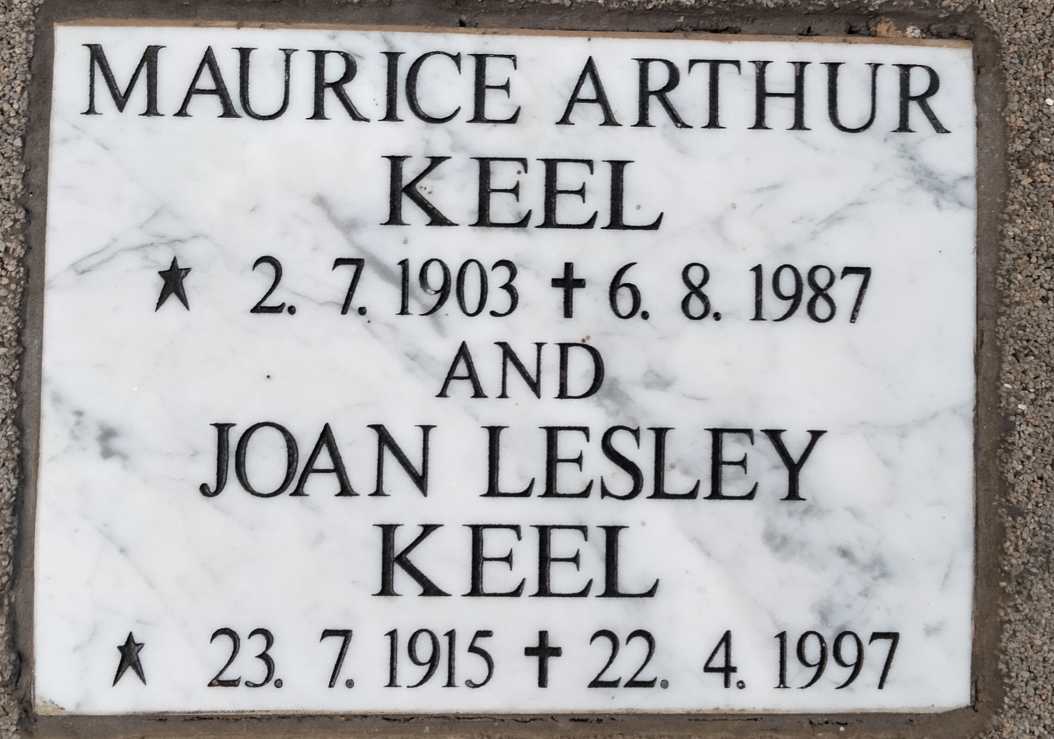 MAURICE ARTHUR
KEEL
★ 2. 7. 1903 ✝ 6. 8. 1987
AND
JOAN LESLEY
KEEL
★ 23. 7. 1915 ✝ 22. 4. 1997